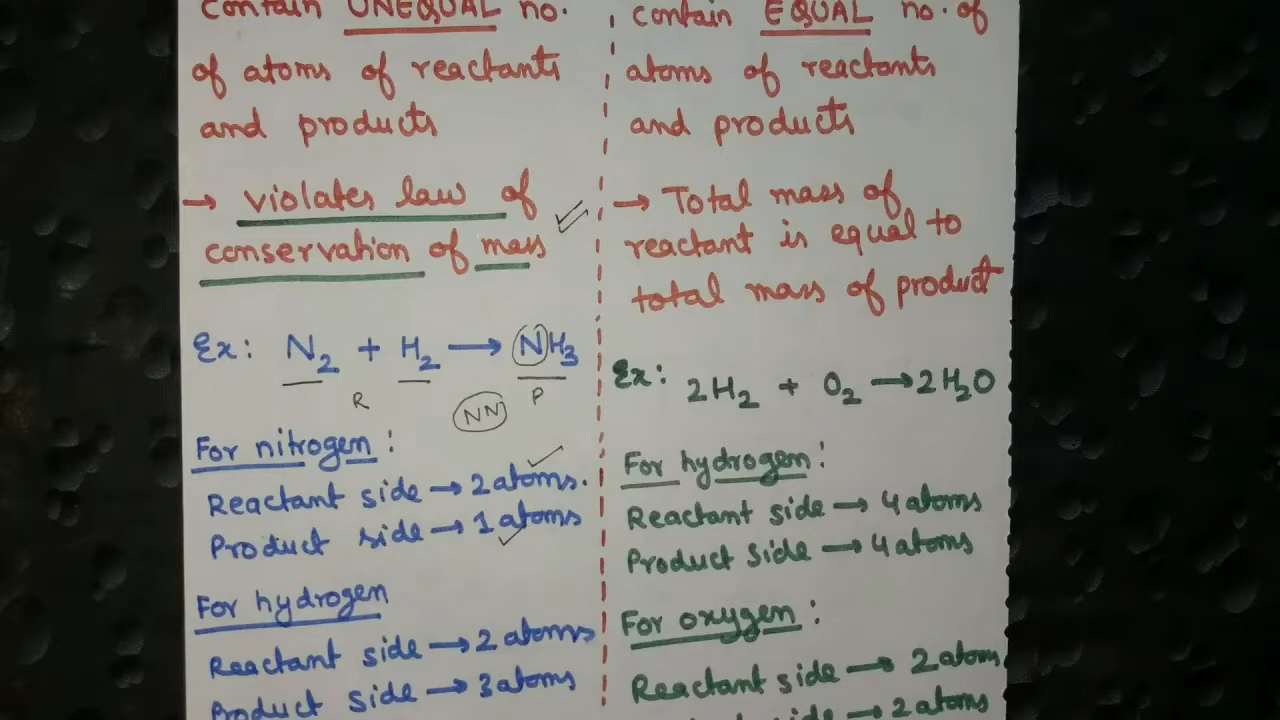 contain UNEQUAL no.
of atoms of reactants
and products
→ violates law of
conservation of mass
Ex: N₂ + H₂ → NH₃
R
NN
P
For nitrogen:
Reactant side → 2 atoms.
Product side → 1 atoms
For hydrogen
Reactant side → 2 atoms
Product side → 3 atoms
contain EQUAL no. of
atoms of reactants
and products
→ Total mass of
reactant is equal to
total mass of product
Ex: 2H₂ + O₂ → 2H₂O
For hydrogen:
Reactant side → 4 atoms
Product side → 4 atoms
For oxygen:
Reactant side → 2 atom
side → 2 atoms